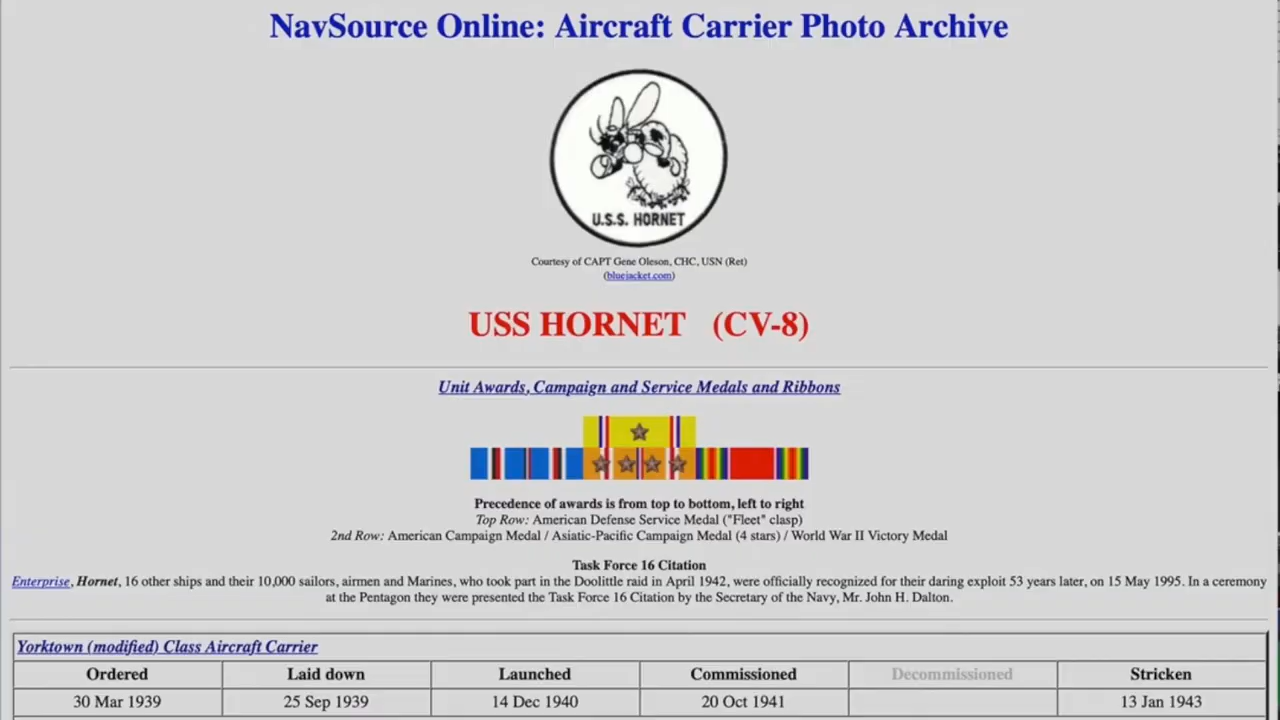 NavSource Online: Aircraft Carrier Photo Archive
U.S.S. HORNET
Courtesy of CAPT Gene Oleson, CHC, USN (Ret)
(bluejacket.com)
USS HORNET (CV-8)
Unit Awards, Campaign and Service Medals and Ribbons
Precedence of awards is from top to bottom, left to right
Top Row: American Defense Service Medal ("Fleet" clasp)
2nd Row: American Campaign Medal / Asiatic-Pacific Campaign Medal (4 stars) / World War II Victory Medal
Task Force 16 Citation
Enterprise, Hornet, 16 other ships and their 10,000 sailors, airmen and Marines, who took part in the Doolittle raid in April 1942, were officially recognized for their daring exploit 53 years later, on 15 May 1995. In a ceremony
at the Pentagon they were presented the Task Force 16 Citation by the Secretary of the Navy, Mr. John H. Dalton.
Yorktown (modified) Class Aircraft Carrier
Ordered Laid down Launched Commissioned Decommissioned Stricken
30 Mar 1939 25 Sep 1939 14 Dec 1940 20 Oct 1941 13 Jan 1943